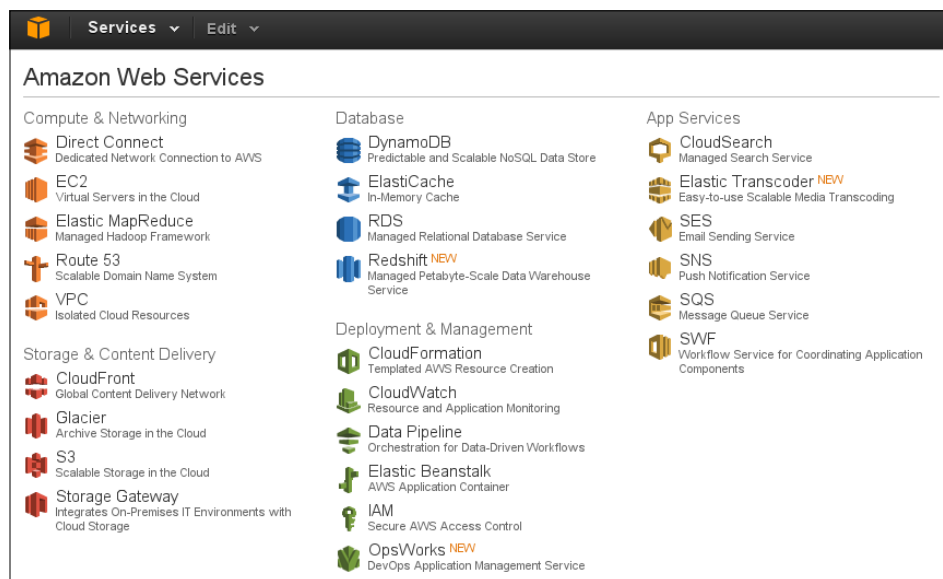 Services Edit
Amazon Web Services
Compute & Networking
Direct Connect
Dedicated Network Connection to AWS
EC2
Virtual Servers in the Cloud
Elastic MapReduce
Managed Hadoop Framework
Route 53
Scalable Domain Name System
VPC
Isolated Cloud Resources
Storage & Content Delivery
CloudFront
Global Content Delivery Network
Glacier
Archive Storage in the Cloud
S3
Scalable Storage in the Cloud
Storage Gateway
Integrates On-Premises IT Environments with
Cloud Storage
Database
DynamoDB
Predictable and Scalable NoSQL Data Store
ElastiCache
In-Memory Cache
RDS
Managed Relational Database Service
Redshift NEW
Managed Petabyte-Scale Data Warehouse
Service
Deployment & Management
CloudFormation
Templated AWS Resource Creation
CloudWatch
Resource and Application Monitoring
Data Pipeline
Orchestration for Data-Driven Workflows
Elastic Beanstalk
AWS Application Container
IAM
Secure AWS Access Control
OpsWorks NEW
DevOps Application Management Service
App Services
CloudSearch
Managed Search Service
Elastic Transcoder NEW
Easy-to-use Scalable Media Transcoding
SES
Email Sending Service
SNS
Push Notification Service
SQS
Message Queue Service
SWF
Workflow Service for Coordinating Application
Components